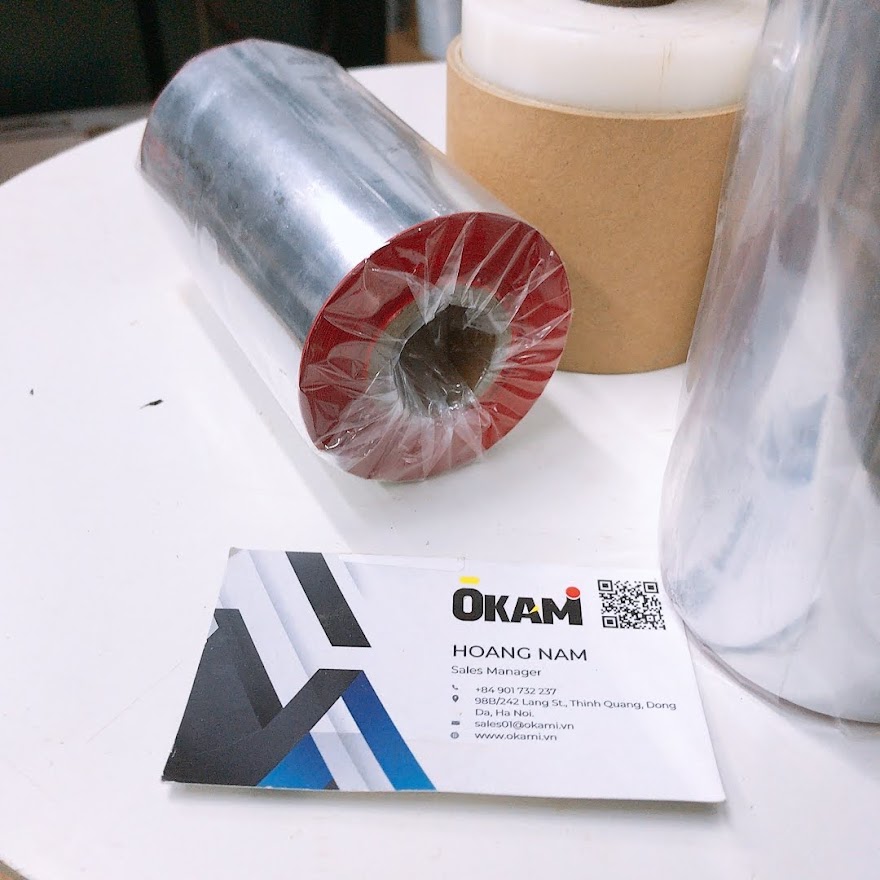 ŌKAMI
HOANG NAM
Sales Manager
+84 901 732 237
98B/242 Lang St., Thinh Quang, Dong
Da, Ha Noi.
sales01@okami.vn
www.okami.vn